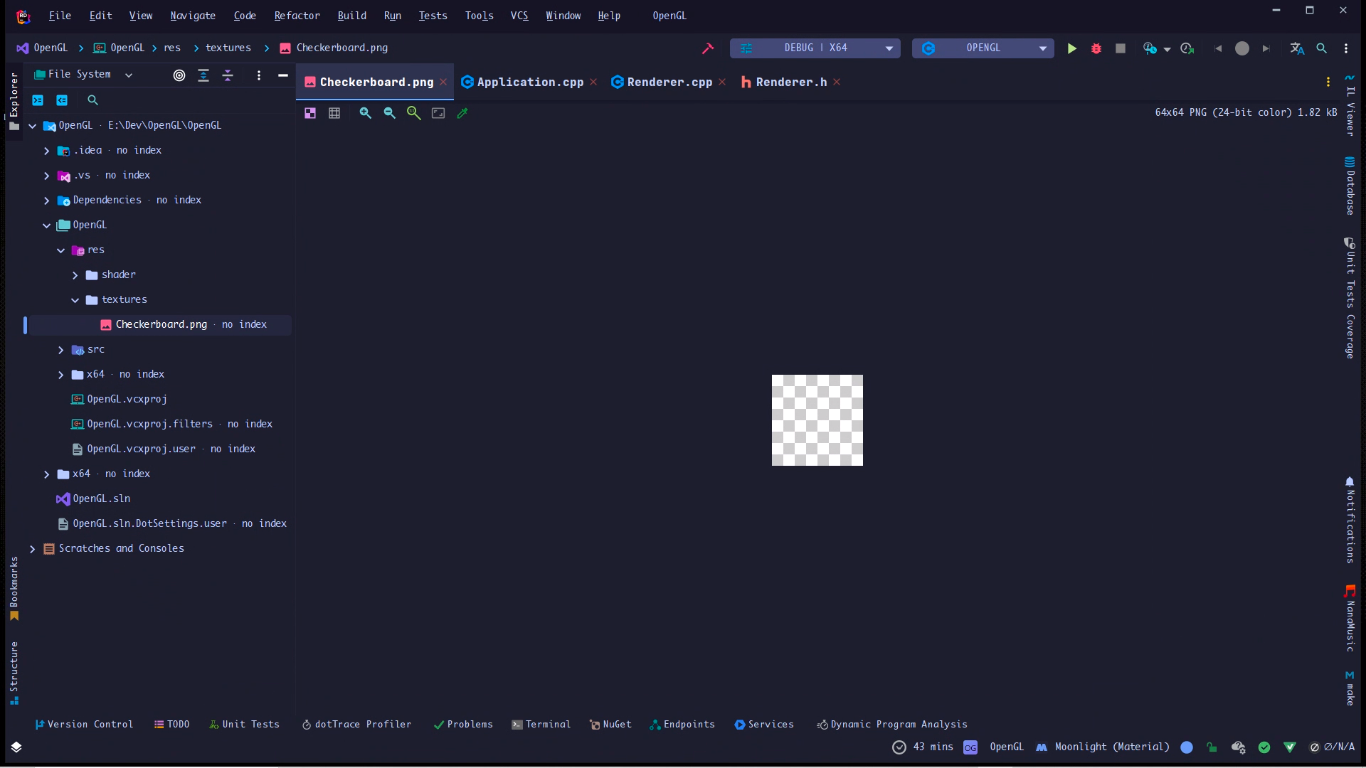 File Edit View Navigate Code Refactor Build Run Tests Tools VCS Window Help OpenGL
OpenGL OpenGL res textures Checkerboard.png DEBUG | X64 OPENGL
Explorer
File System
Checkerboard.png Application.cpp Renderer.cpp Renderer.h
64x64 PNG (24-bit color) 1.82 kB
OpenGL · E:\Dev\OpenGL\OpenGL
.idea · no index
.vs · no index
Dependencies · no index
OpenGL
res
shader
textures
Checkerboard.png · no index
src
x64 · no index
OpenGL.vcxproj
OpenGL.vcxproj.filters · no index
OpenGL.vcxproj.user · no index
x64 · no index
OpenGL.sln
OpenGL.sln.DotSettings.user · no index
Scratches and Consoles
Bookmarks
Structure
IL Viewer
Database
Unit Tests Coverage
Notifications
NanaMusic
make
Version Control TODO Unit Tests dotTrace Profiler Problems Terminal NuGet Endpoints Services Dynamic Program Analysis
43 mins OG OpenGL Moonlight (Material) ∅/N/A